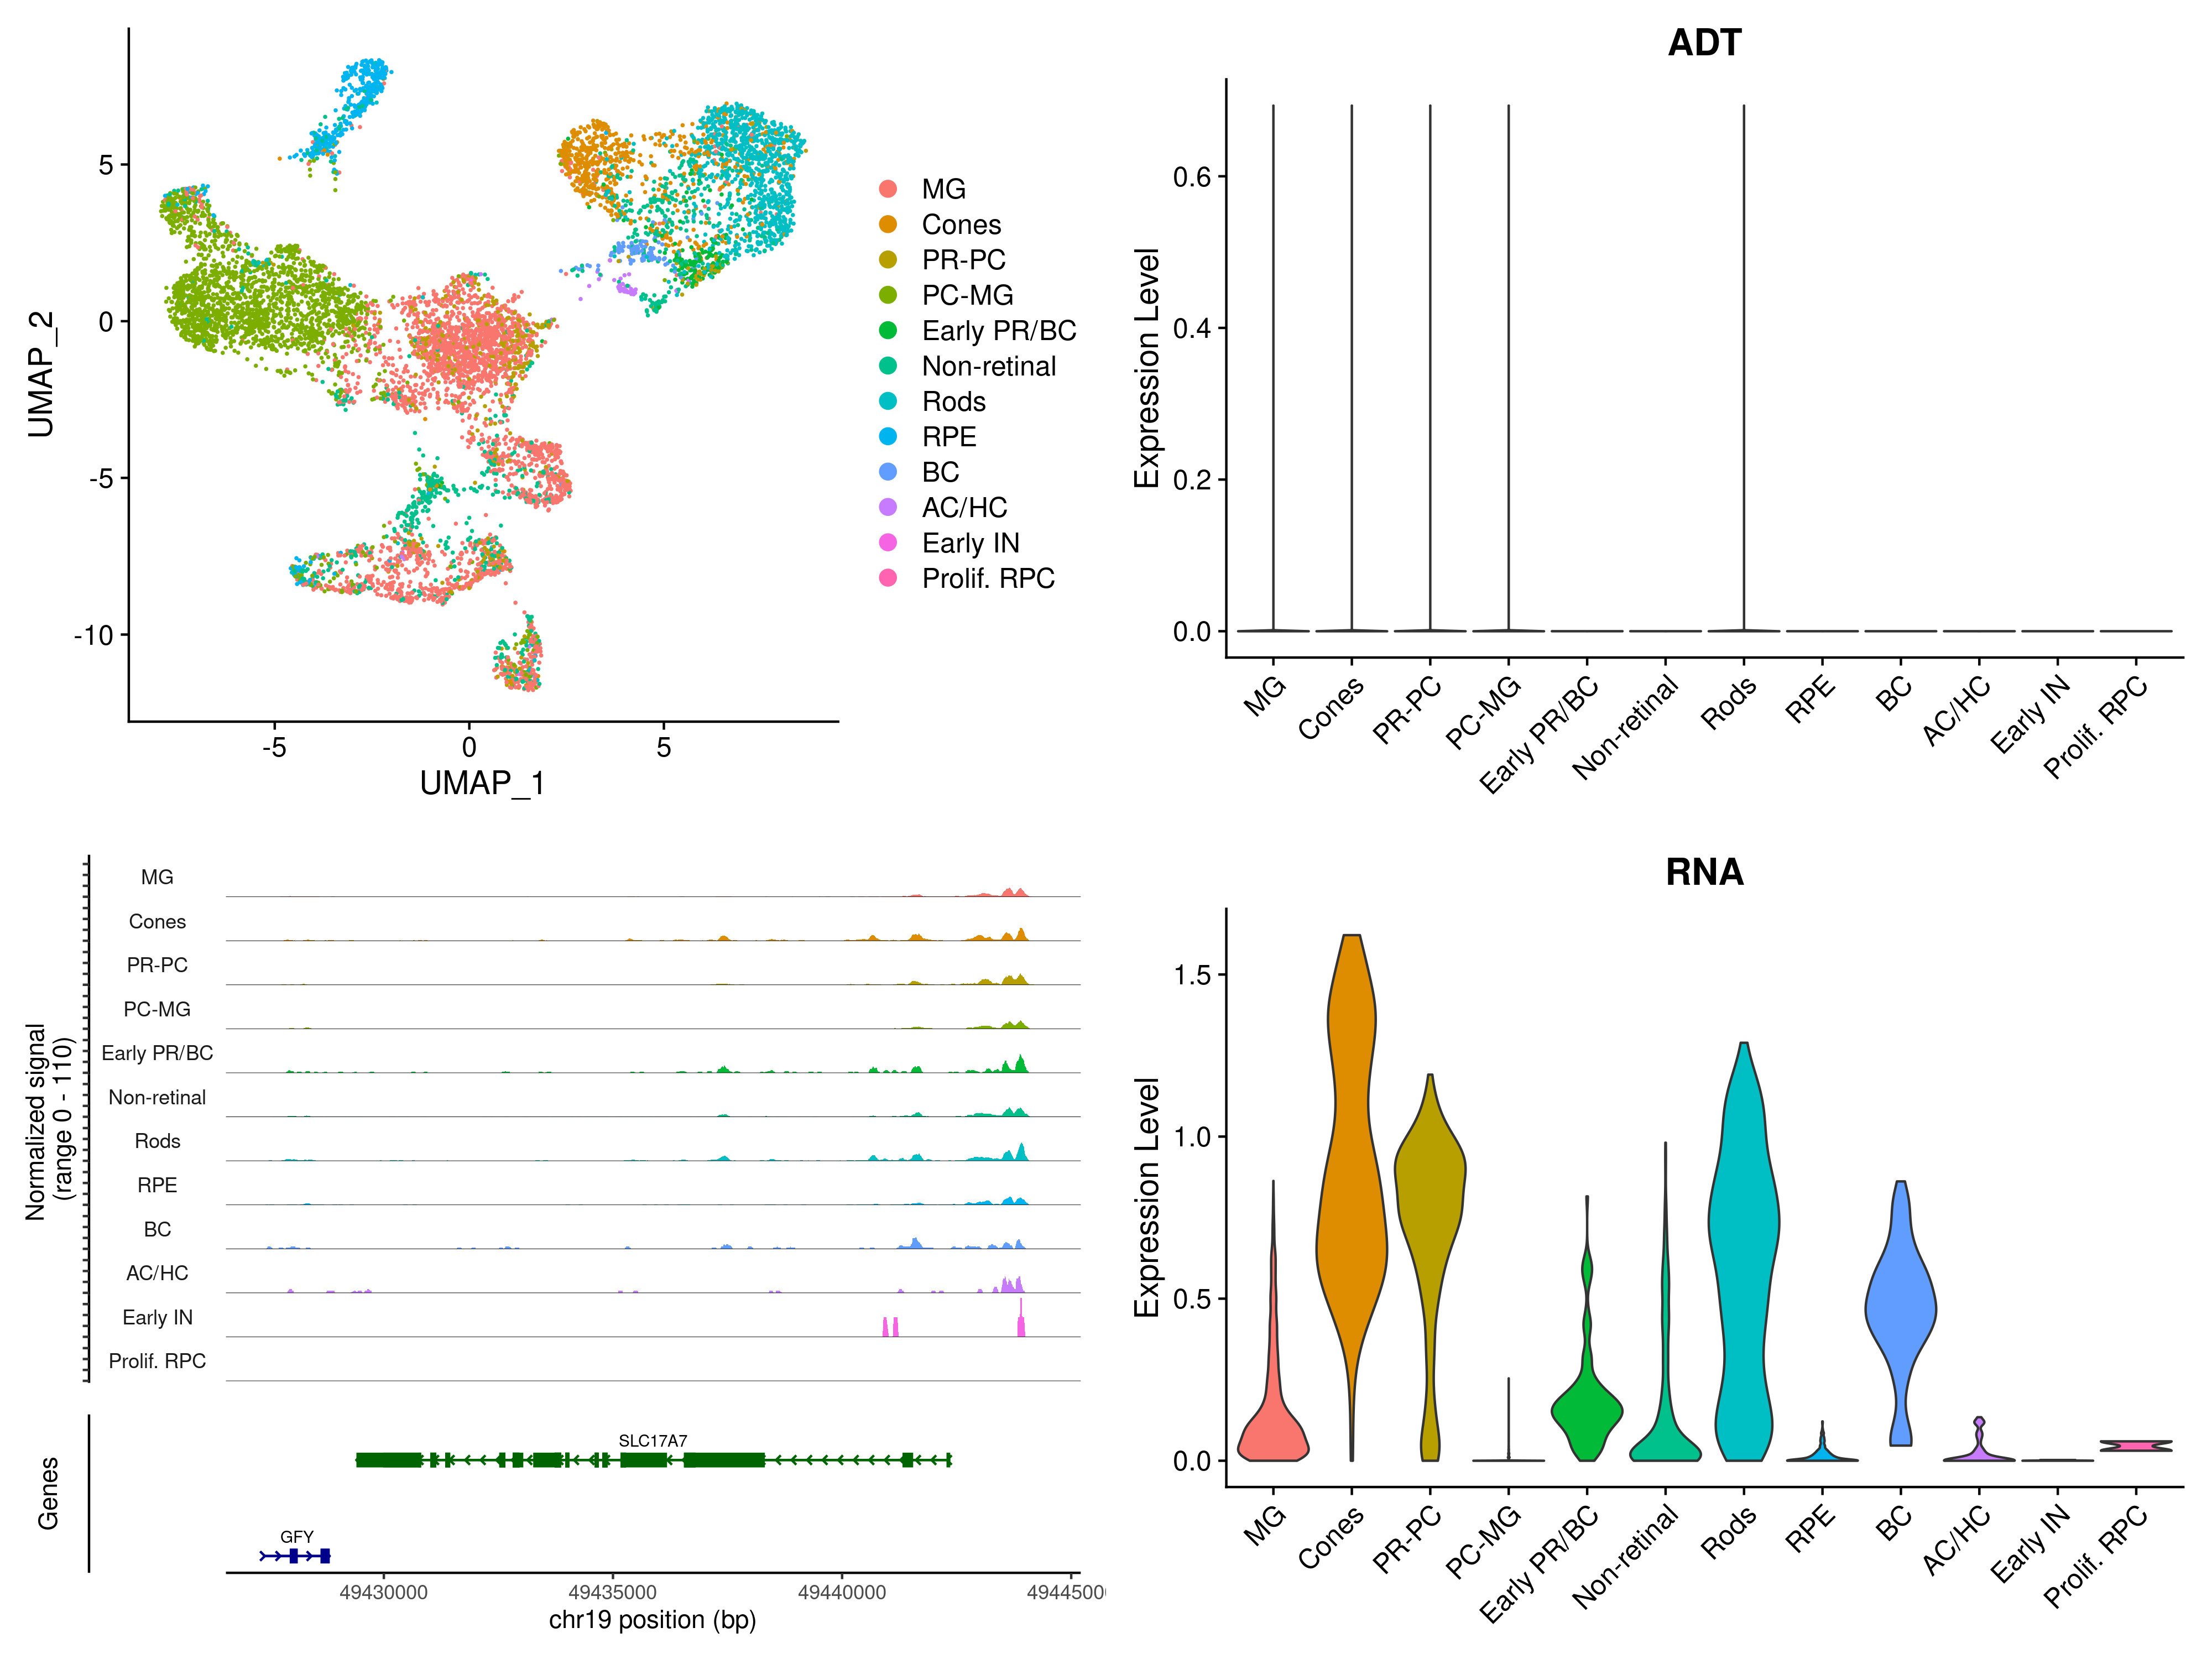 5
0
-5
-10
UMAP_2
-5
0
5
UMAP_1
MG
Cones
PR-PC
PC-MG
Early PR/BC
Non-retinal
Rods
RPE
BC
AC/HC
Early IN
Prolif. RPC
ADT
Expression Level
0.6
0.4
0.2
0.0
MG
Cones
PR-PC
PC-MG
Early PR/BC
Non-retinal
Rods
RPE
BC
AC/HC
Early IN
Prolif. RPC
Normalized signal
(range 0 - 110)
MG
Cones
PR-PC
PC-MG
Early PR/BC
Non-retinal
Rods
RPE
BC
AC/HC
Early IN
Prolif. RPC
Genes
SLC17A7
GFY
49430000
49435000
49440000
4944500
chr19 position (bp)
RNA
Expression Level
1.5
1.0
0.5
0.0
MG
Cones
PR-PC
PC-MG
Early PR/BC
Non-retinal
Rods
RPE
BC
AC/HC
Early IN
Prolif. RPC